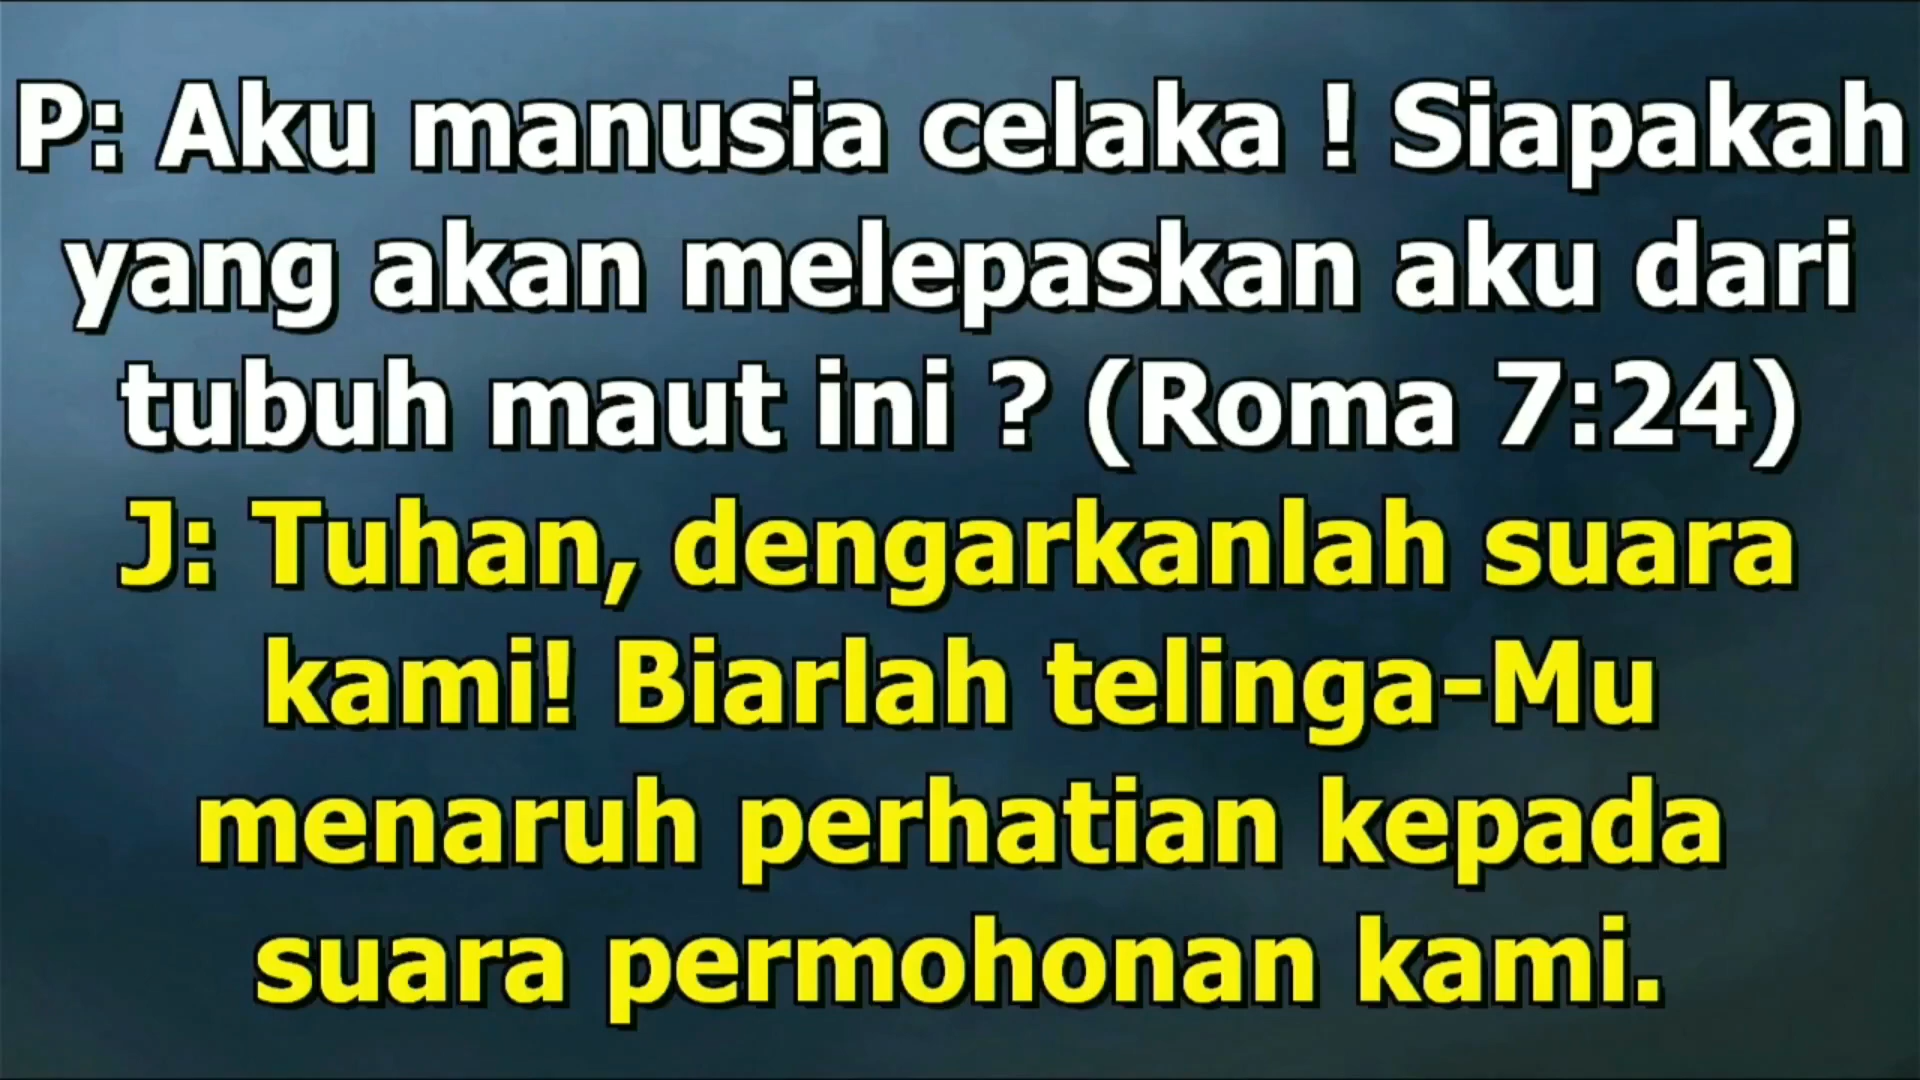 P: Aku manusia celaka ! Siapakah
yang akan melepaskan aku dari
tubuh maut ini ? (Roma 7:24)
J: Tuhan, dengarkanlah suara
kami! Biarlah telinga-Mu
menaruh perhatian kepada
suara permohonan kami.